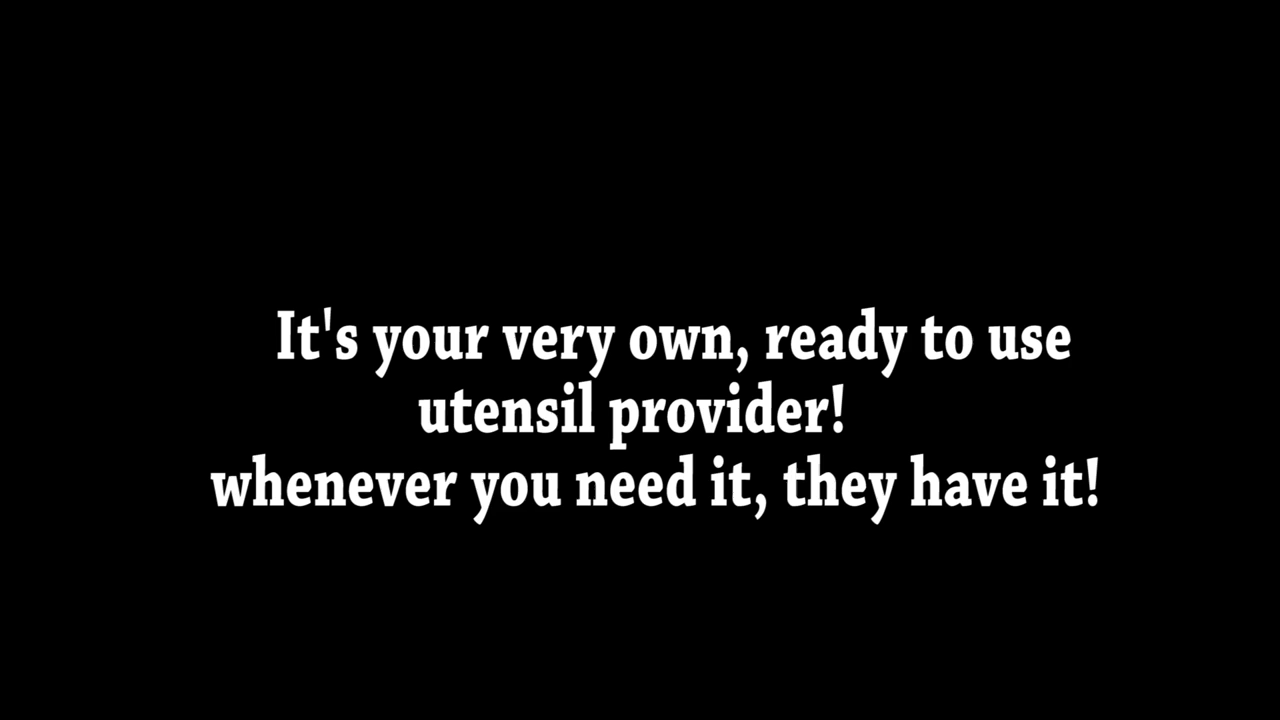 It's your very own, ready to use
utensil provider!
whenever you need it, they have it!